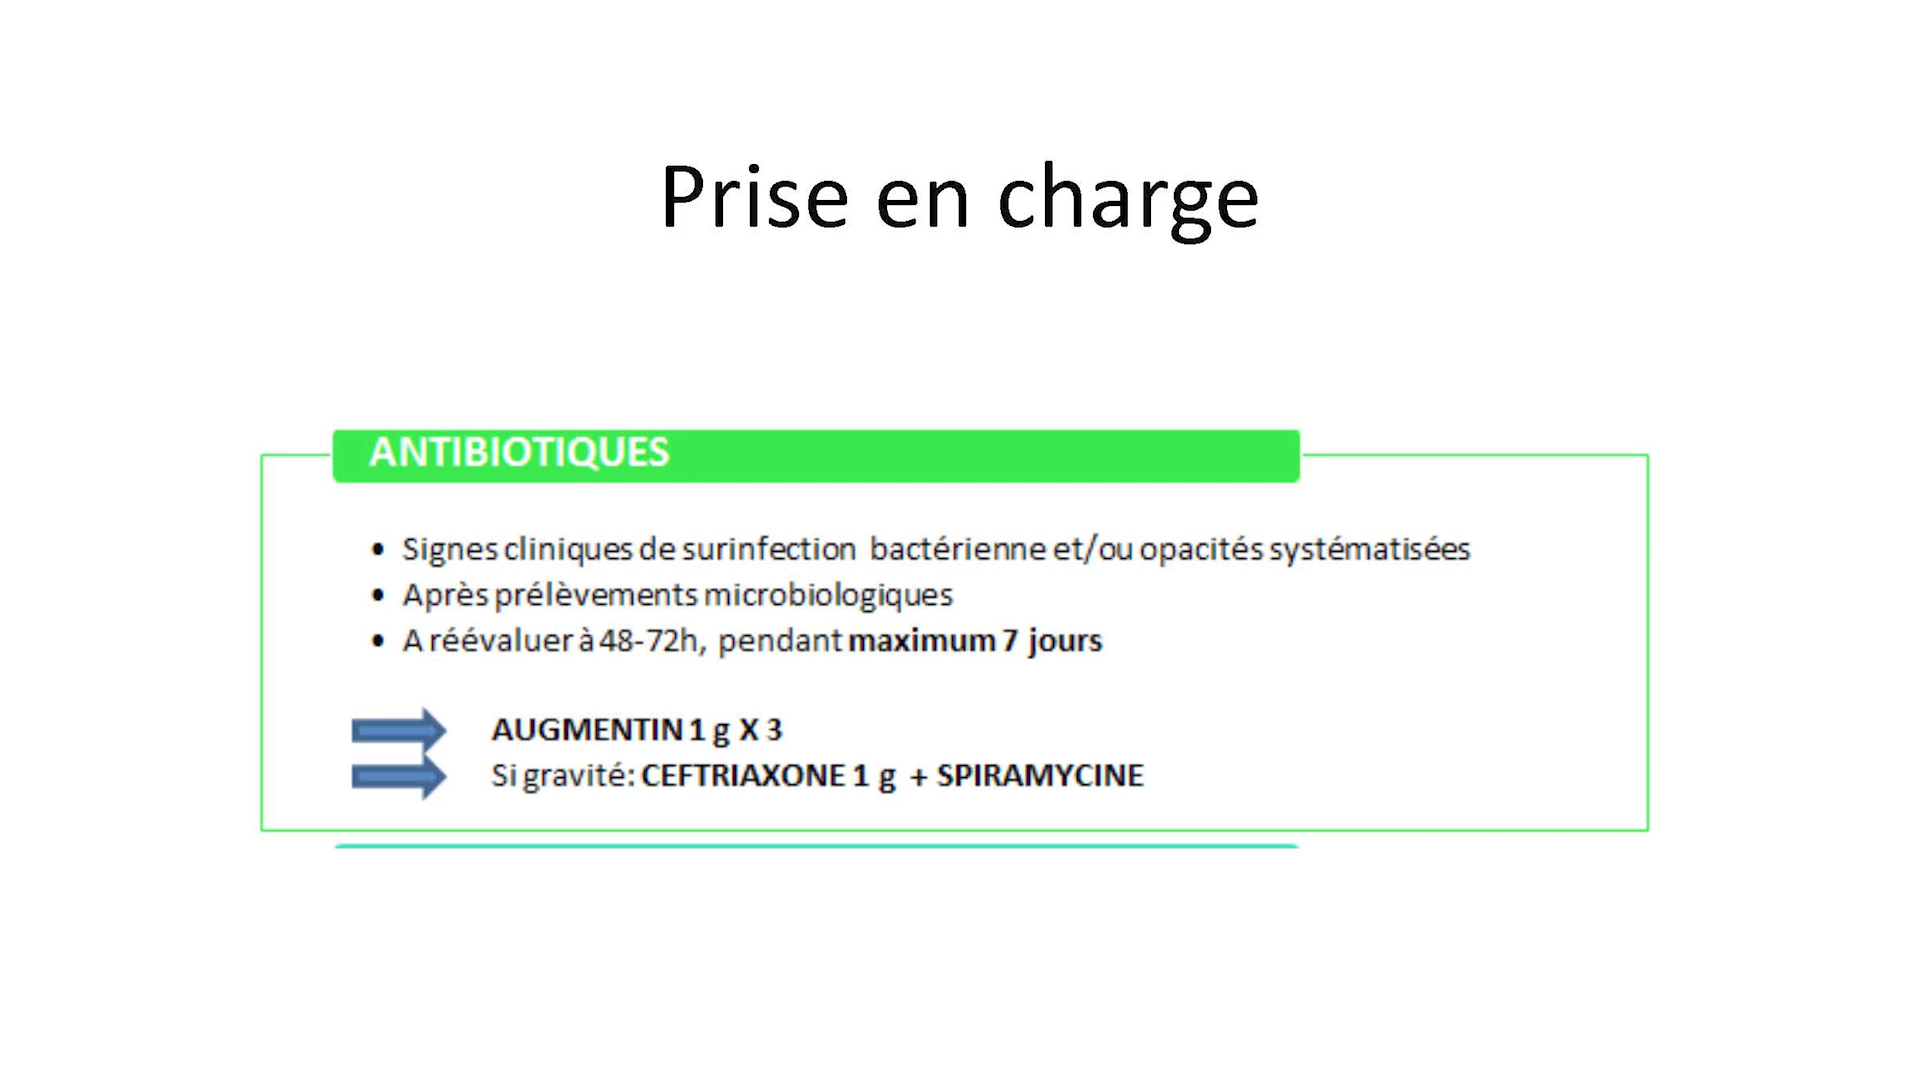 Prise en charge
ANTIBIOTIQUES
• Signes cliniques de surinfection bactérienne et/ou opacités systématisées
• Après prélèvements microbiologiques
• A réévaluer à 48-72h, pendant maximum 7 jours
AUGMENTIN 1 g X 3
Si gravité: CEFTRIAXONE 1 g + SPIRAMYCINE